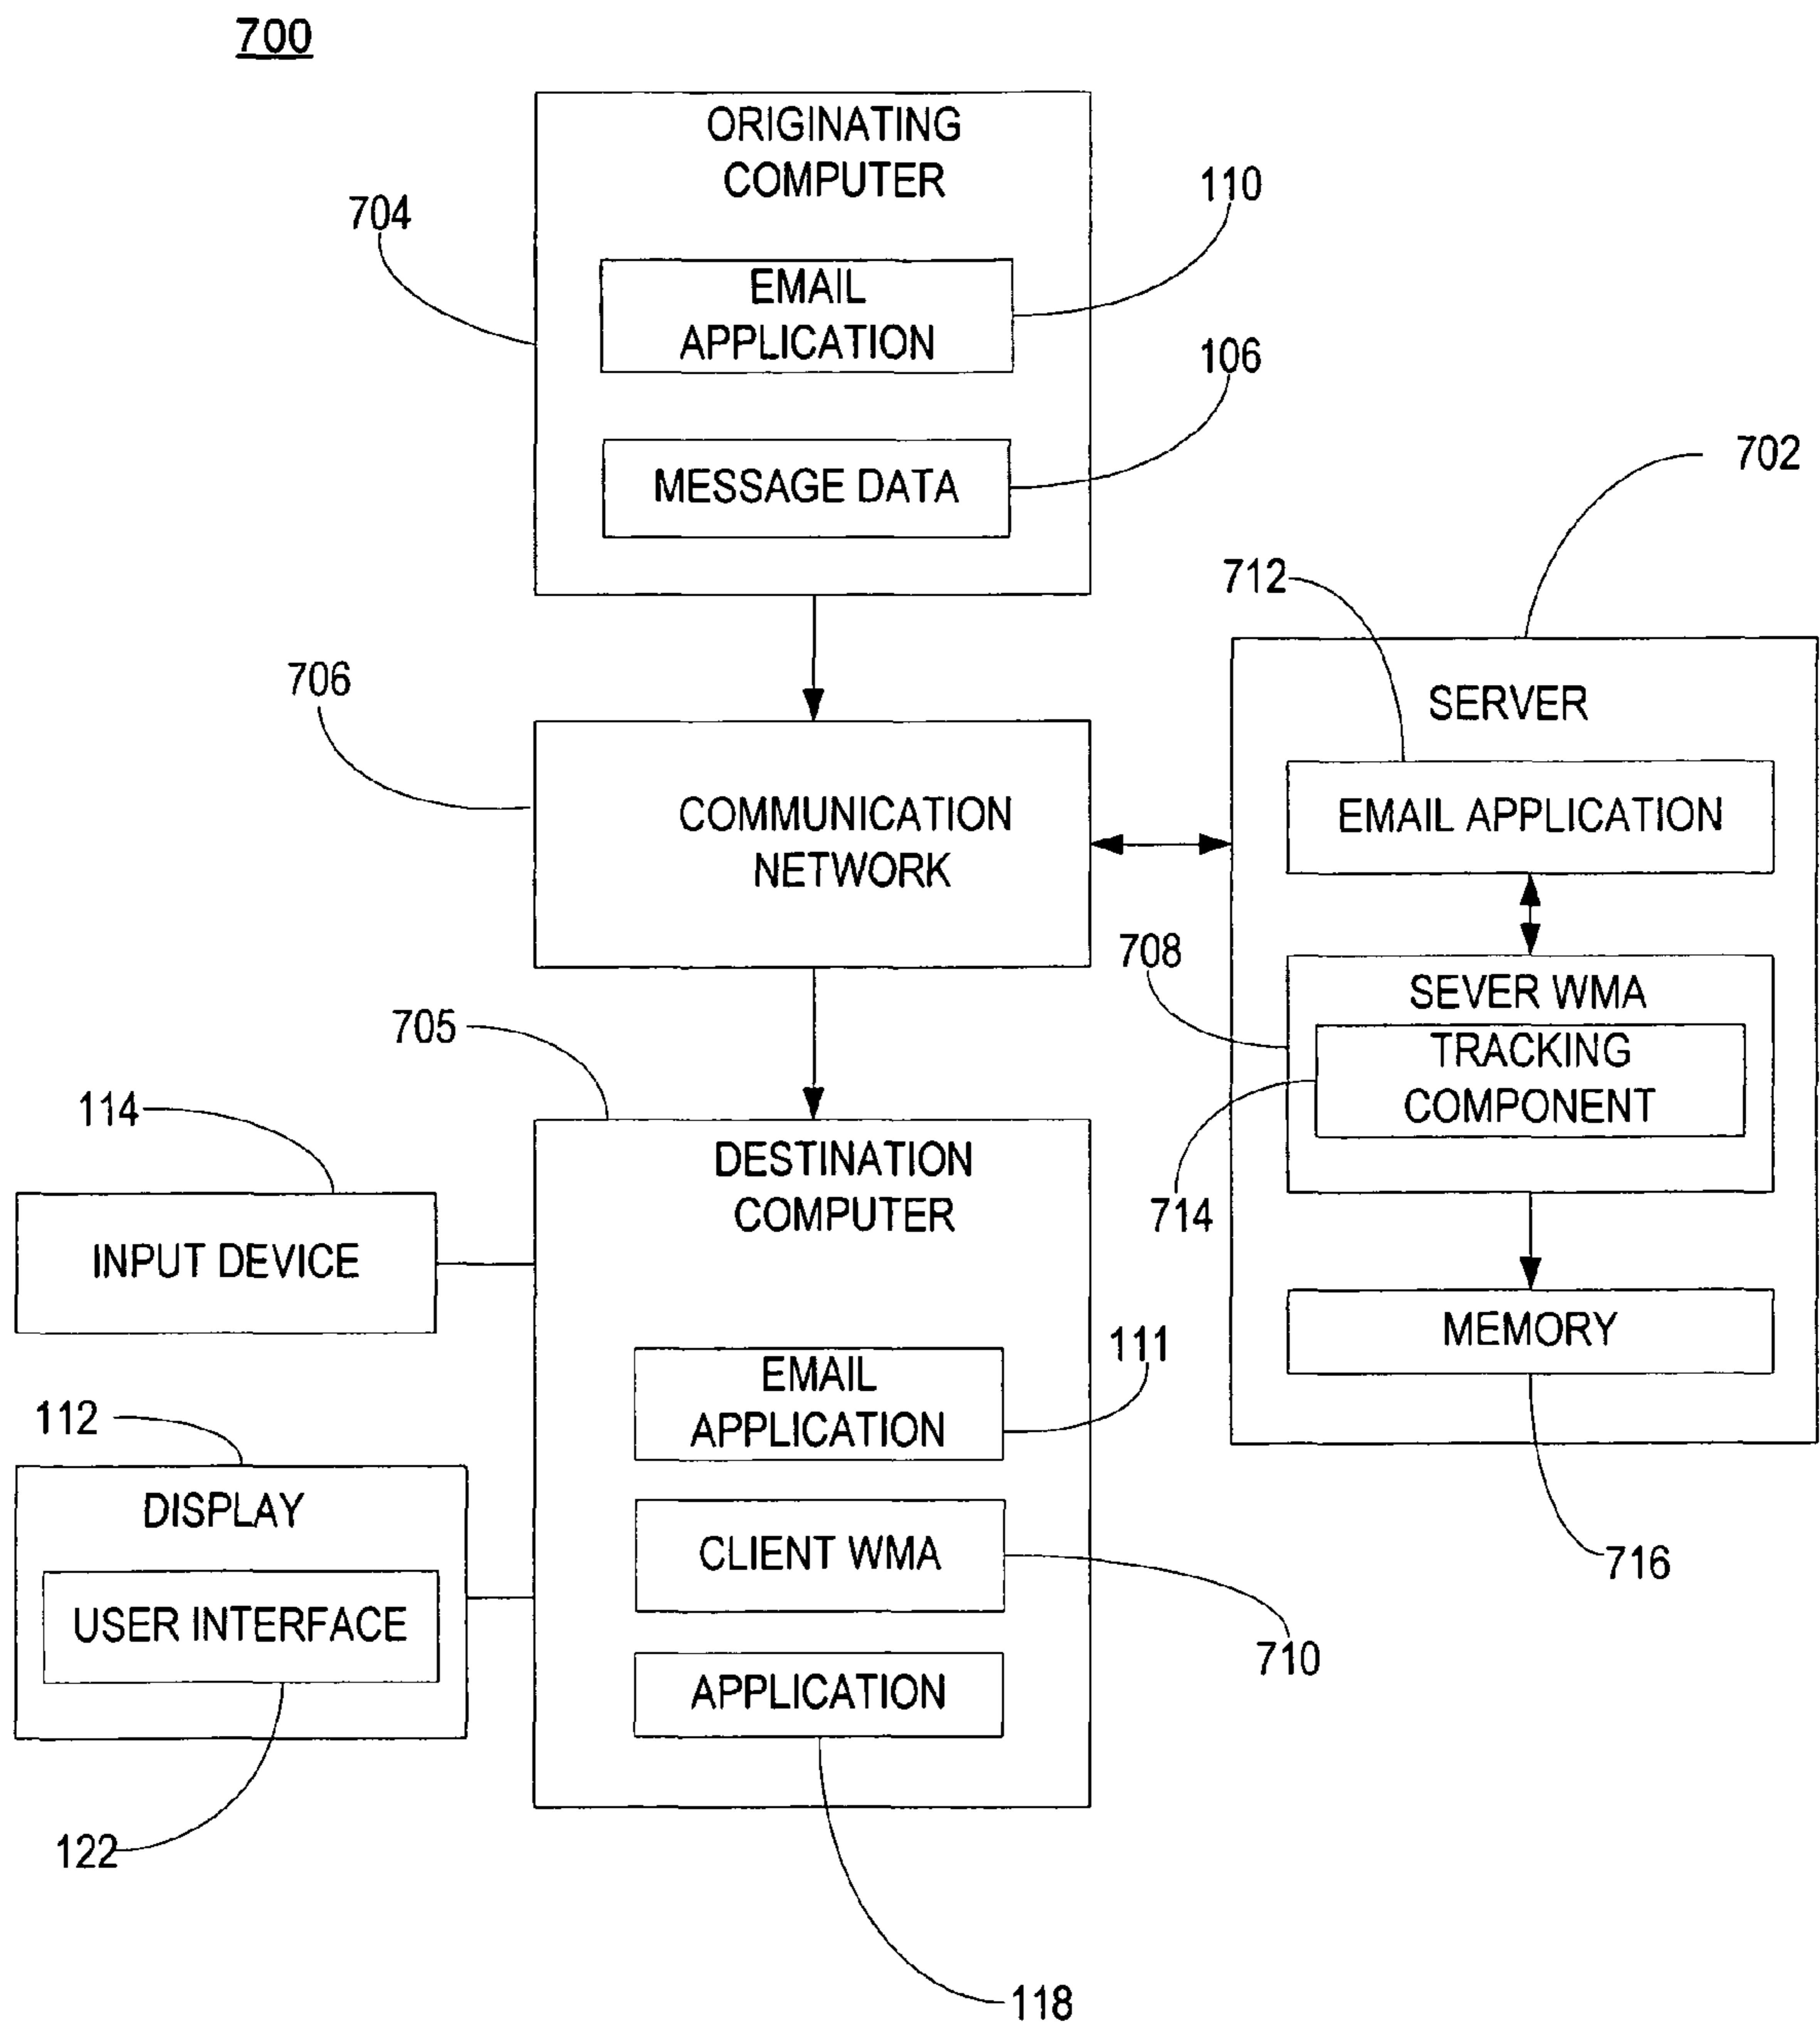 700
ORIGINATING
COMPUTER
704
110
EMAIL
APPLICATION
106
MESSAGE DATA
702
712
706
SERVER
COMMUNICATION
NETWORK
EMAIL APPLICATION
708
SEVER WMA
705
TRACKING
COMPONENT
114
DESTINATION
COMPUTER
714
INPUT DEVICE
MEMORY
111
EMAIL
APPLICATION
112
DISPLAY
CLIENT WMA
716
USER INTERFACE
710
APPLICATION
122
118